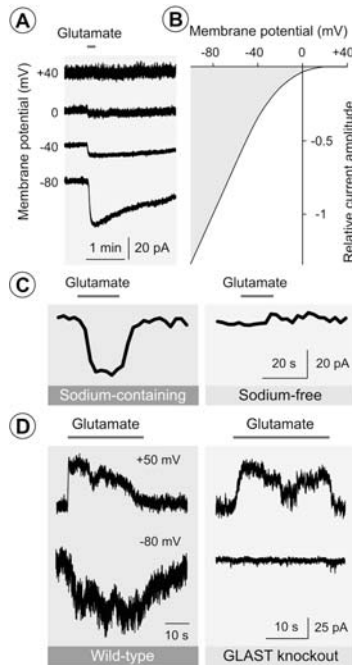 A
Glutamate
Membrane potential (mV)
+40
0
-40
-80
1 min
20 pA
B
Membrane potential (mV)
-80
-40
0
40
-0.5
-1
Relative current amplitude
C
Glutamate
Glutamate
20 s
20 pA
Sodium-containing
Sodium-free
D
Glutamate
Glutamate
+50 mV
-80 mV
10 s
10 s
25 pA
Wild-type
GLAST knockout